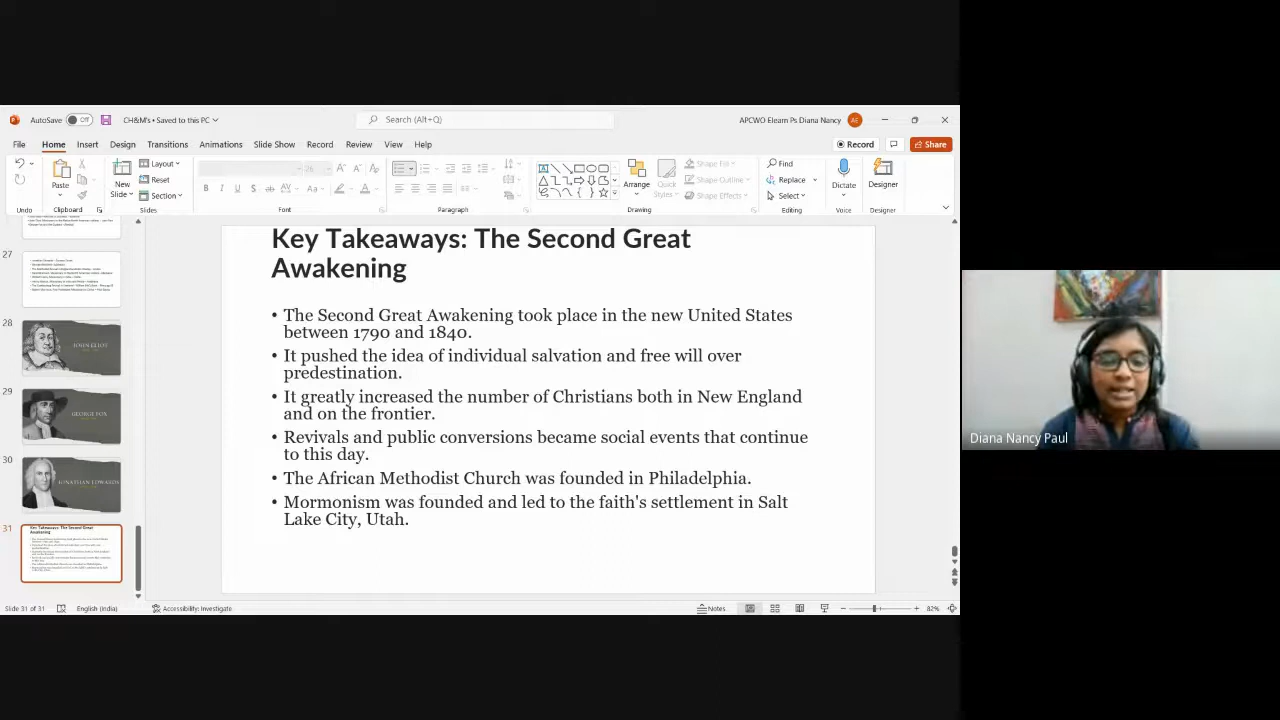 AutoSave Off CH&M's • Saved to this PC Search (Alt+Q) APCWO Elearn Ps Diana Nancy AE
File Home Insert Design Transitions Animations Slide Show Record Review View Help Record Share
Paste New Slide Layout Reset Section Arrange Quick Styles Shape Fill Shape Outline Shape Effects Find Replace Select Dictate Designer
Undo Clipboard Slides Font Paragraph Drawing Editing Voice Designer
27
28
JOHN ELIOT
29
GEORGE FOX
30
JONATHAN EDWARDS
31
Key Takeaways: The Second Great
Awakening
Key Takeaways: The Second Great
Awakening
• The Second Great Awakening took place in the new United States
between 1790 and 1840.
• It pushed the idea of individual salvation and free will over
predestination.
• It greatly increased the number of Christians both in New England
and on the frontier.
• Revivals and public conversions became social events that continue
to this day.
• The African Methodist Church was founded in Philadelphia.
• Mormonism was founded and led to the faith's settlement in Salt
Lake City, Utah.
Diana Nancy Paul
Slide 31 of 31 English (India) Accessibility: Investigate Notes 82%